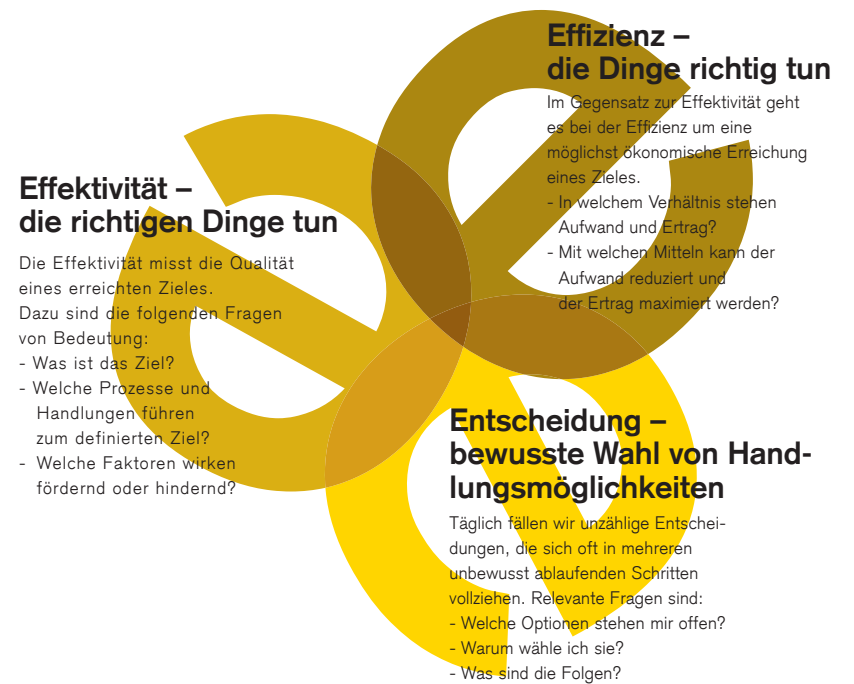 Effizienz –
die Dinge richtig tun
Im Gegensatz zur Effektivität geht
es bei der Effizienz um eine
möglichst ökonomische Erreichung
eines Zieles.
- In welchem Verhältnis stehen
Aufwand und Ertrag?
- Mit welchen Mitteln kann der
Aufwand reduziert und
der Ertrag maximiert werden?
Effektivität –
die richtigen Dinge tun
Die Effektivität misst die Qualität
eines erreichten Zieles.
Dazu sind die folgenden Fragen
von Bedeutung:
- Was ist das Ziel?
- Welche Prozesse und
Handlungen führen
zum definierten Ziel?
- Welche Faktoren wirken
fördernd oder hindernd?
Entscheidung –
bewusste Wahl von Hand-
lungsmöglichkeiten
Täglich fällen wir unzählige Entschei-
dungen, die sich oft in mehreren
unbewusst ablaufenden Schritten
vollziehen. Relevante Fragen sind:
- Welche Optionen stehen mir offen?
- Warum wähle ich sie?
- Was sind die Folgen?